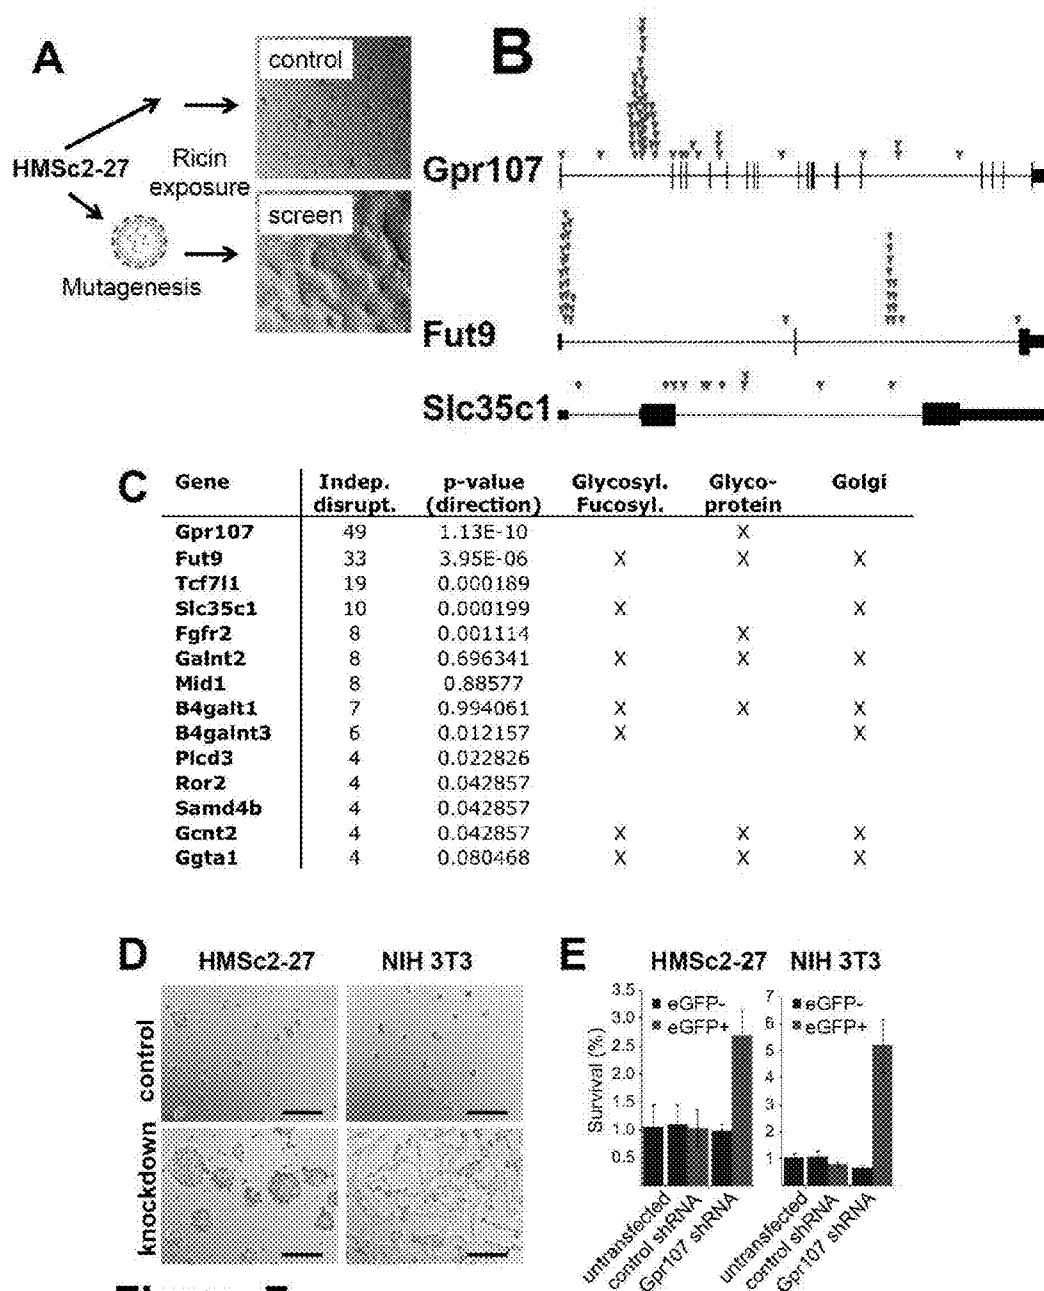 A
control
HMSc2-27
Ricin
exposure
screen
Mutagenesis
B
Gpr107
Fut9
Slc35c1
C
Gene Indep. disrupt. p-value (direction) Glycosyl. Fucosyl. Glyco-protein Golgi
Gpr107 49 1.13E-10 X
Fut9 33 3.95E-06 X X X
Tcf7l1 19 0.000189
Slc35c1 10 0.000199 X X
Fgfr2 8 0.001114 X
Galnt2 8 0.696341 X X X
Mid1 8 0.88577
B4galt1 7 0.994061 X X X
B4galnt3 6 0.012157 X X
Plcd3 4 0.022826
Ror2 4 0.042857
Samd4b 4 0.042857
Gcnt2 4 0.042857 X X X
Ggta1 4 0.080468 X X X
D
HMSc2-27 NIH 3T3
control
knockdown
E
HMSc2-27 NIH 3T3
Survival (%)
3.5
3.0
2.5
2.0
1.5
1.0
0.5
eGFP-
eGFP+
7
6
5
4
3
2
1
eGFP-
eGFP+
untransfected
control shRNA
Gpr107 shRNA
untransfected
control shRNA
Gpr107 shRNA